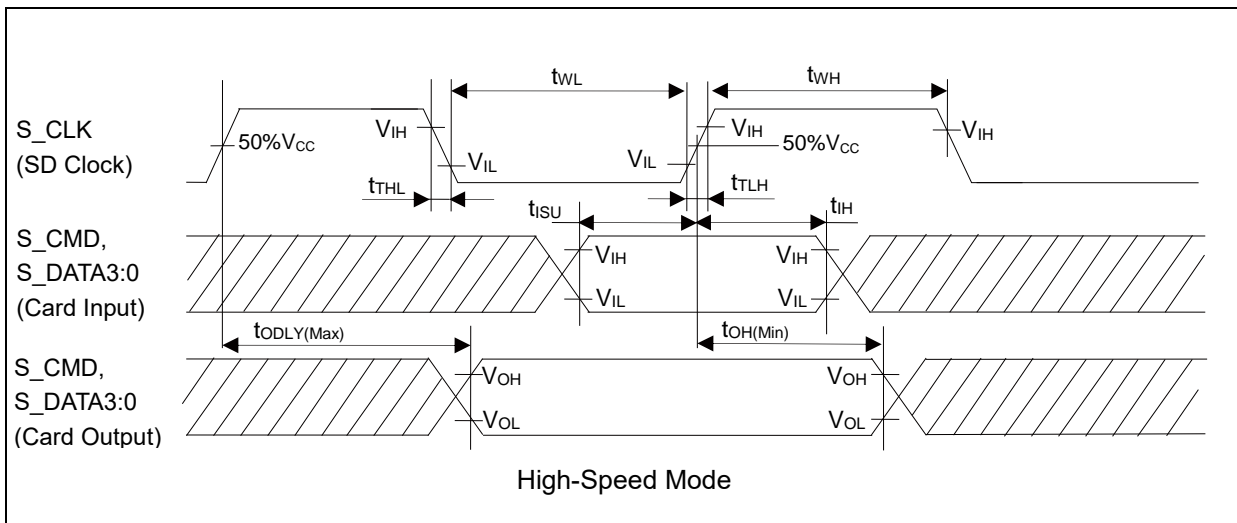 tWL
tWH
S_CLK
(SD Clock)
50%VCC
VIH
VIL
VIL
VIH
50%VCC
VIH
tTHL
tTLH
tISU
tIH
S_CMD,
S_DATA3:0
(Card Input)
VIH
VIL
VIH
VIL
tODLY(Max)
tOH(Min)
S_CMD,
S_DATA3:0
(Card Output)
VOH
VOL
VOH
VOL
High-Speed Mode